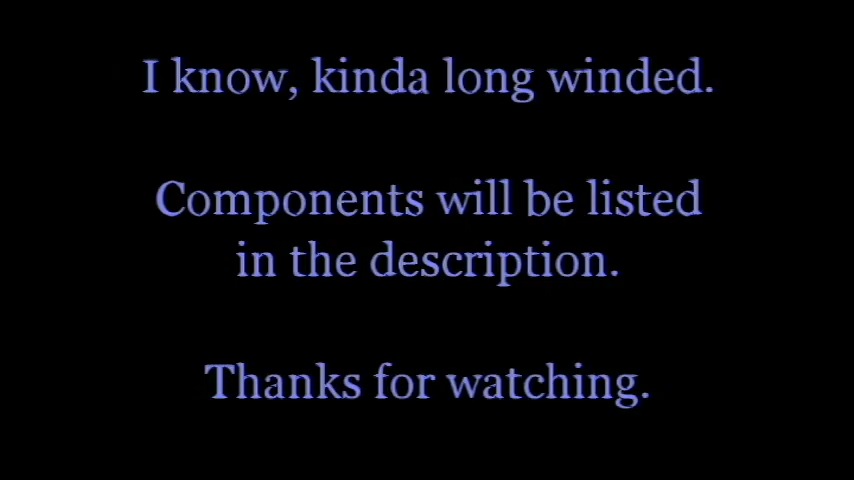 I know, kinda long winded.
Components will be listed
in the description.
Thanks for watching.